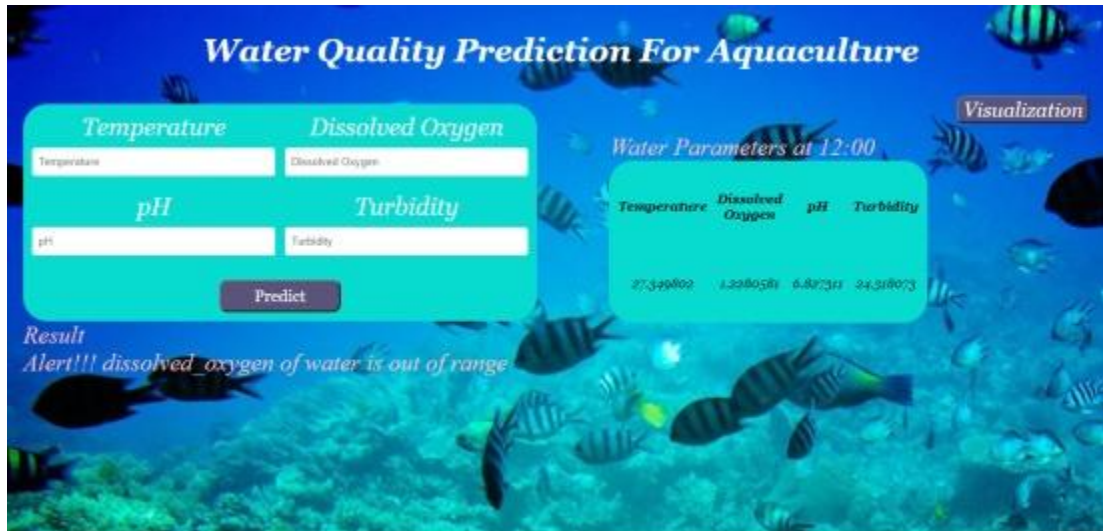 Water Quality Prediction For Aquaculture
Visualization
Temperature Dissolved Oxygen
Temperature Dissolved Oxygen
pH Turbidity
pH Turbidity
Predict
Result
Alert!!! dissolved_oxygen of water is out of range
Water Parameters at 12:00
Temperature Dissolved Oxygen pH Turbidity
27.349802 1.2280581 6.827311 24.318073